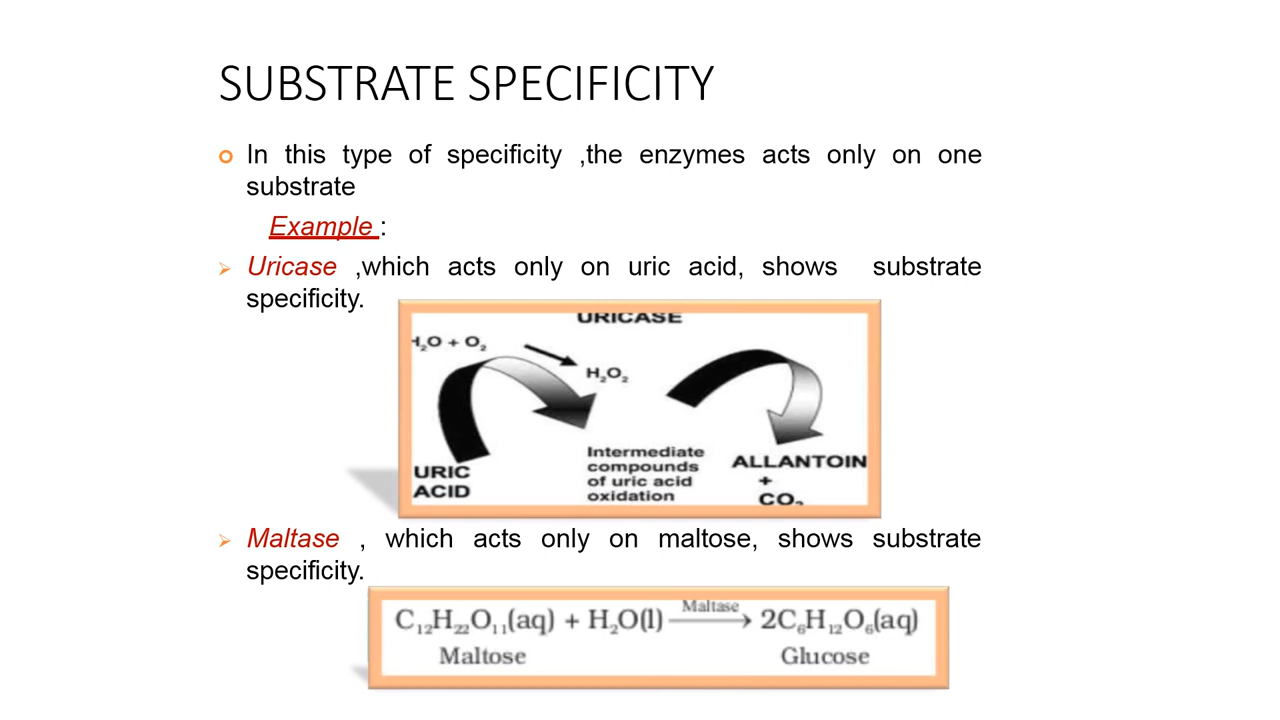 SUBSTRATE SPECIFICITY
In this type of specificity ,the enzymes acts only on one
substrate
Example :
Uricase ,which acts only on uric acid, shows substrate
specificity.
URICASE
H₂O + O₂
H₂O₂
URIC
ACID
Intermediate
compounds
of uric acid
oxidation
ALLANTOIN
+
CO₂
Maltase , which acts only on maltose, shows substrate
specificity.
C₁₂H₂₂O₁₁(aq) + H₂O(l) Maltase → 2C₆H₁₂O₆(aq)
Maltose Glucose